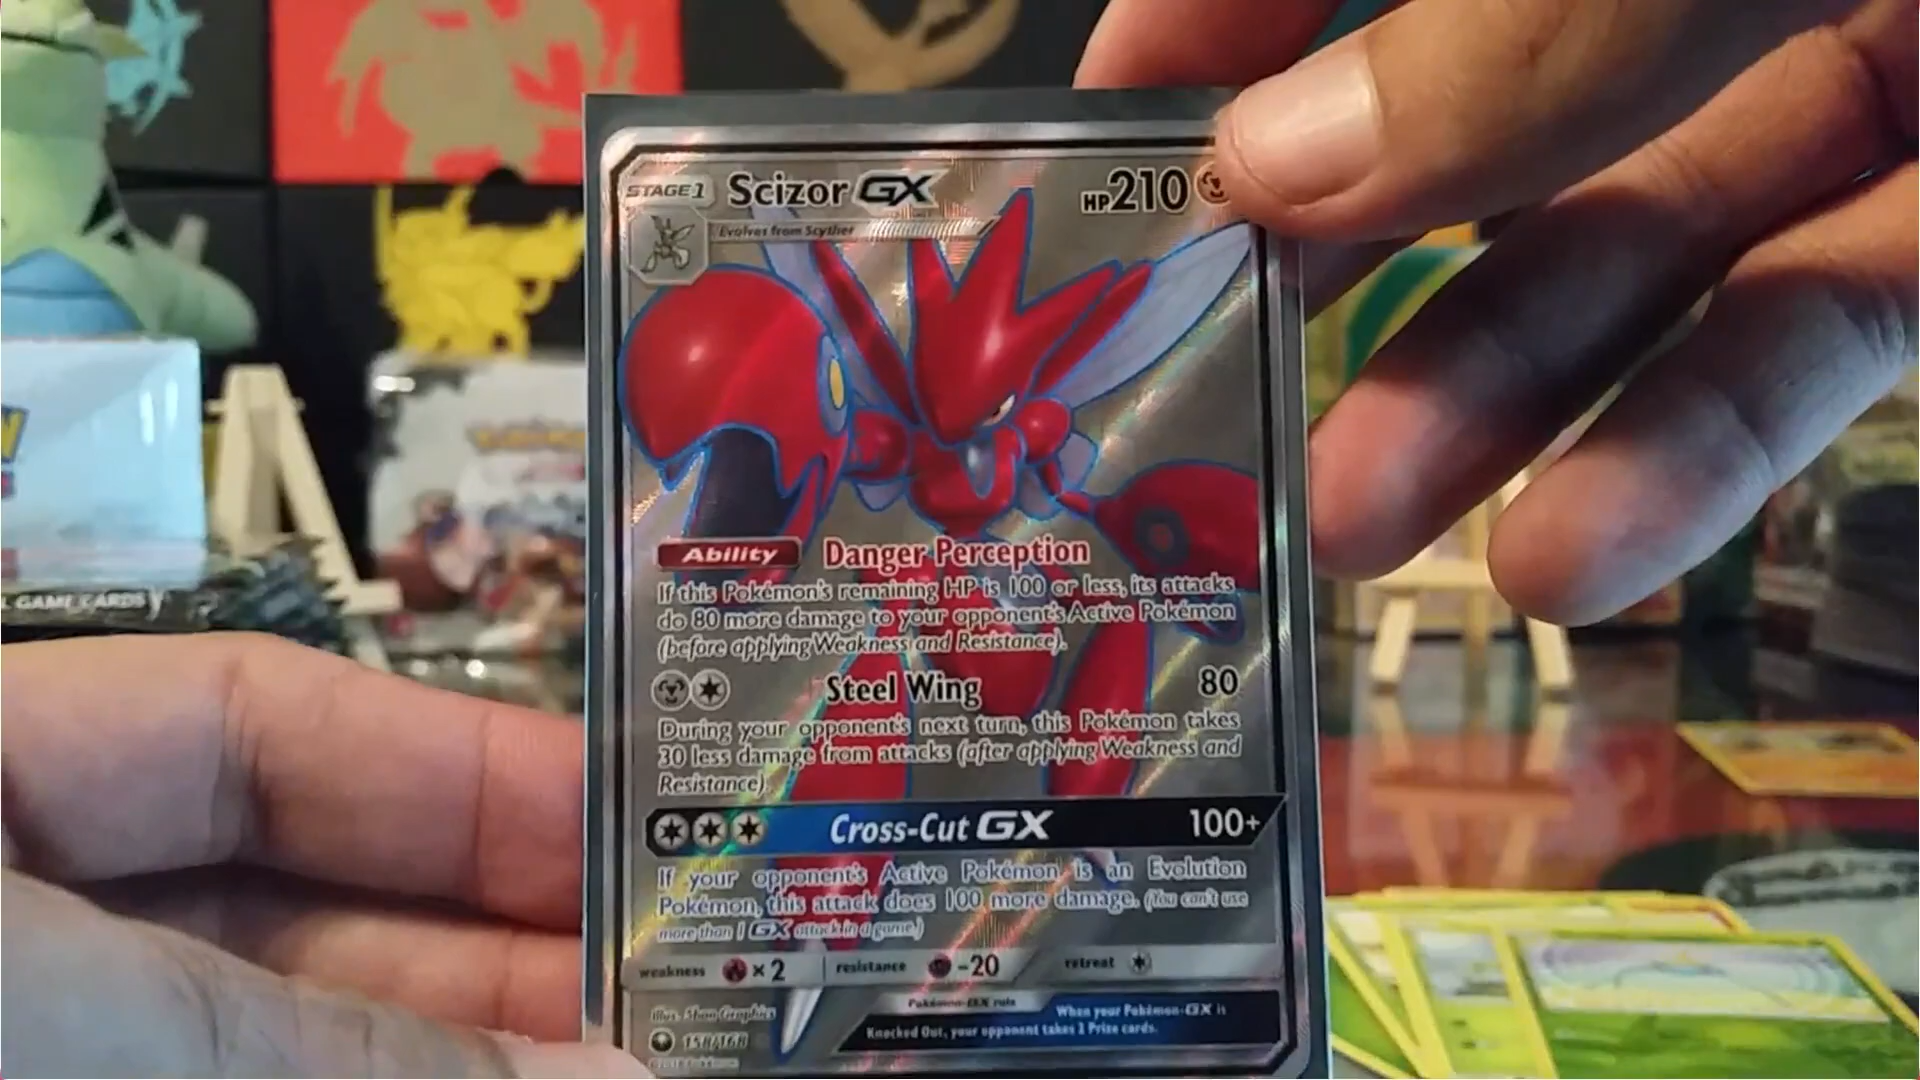 STAGE1 Scizor GX HP210
Evolves from Scyther
Ability Danger Perception
If this Pokémon's remaining HP is 100 or less, its attacks
do 80 more damage to your opponent's Active Pokémon
(before applying Weakness and Resistance).
Steel Wing 80
During your opponent's next turn, this Pokémon takes
30 less damage from attacks (after applying Weakness and
Resistance).
Cross-Cut GX 100+
If your opponent's Active Pokémon is an Evolution
Pokémon, this attack does 100 more damage. (You can't use
more than 1 GX attack in a game.)
weakness ×2 resistance -20 retreat
Illus. 5ban Graphics
Pokémon-GX rule When your Pokémon-GX is
Knocked Out, your opponent takes 2 Prize cards.
158/168
GAME CARDS